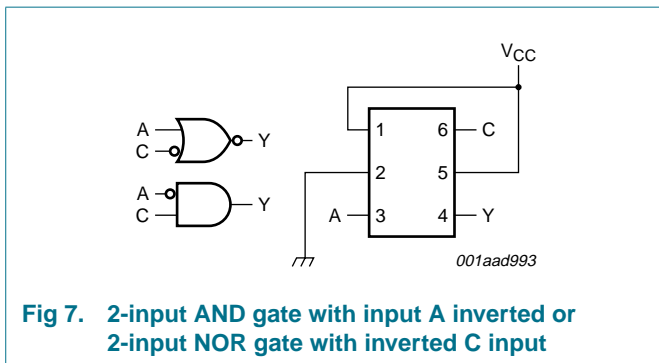 VCC
A
C
Y
A
C
Y
1
6
C
2
5
A
3
4
Y
001aad993
Fig 7. 2-input AND gate with input A inverted or
2-input NOR gate with inverted C input